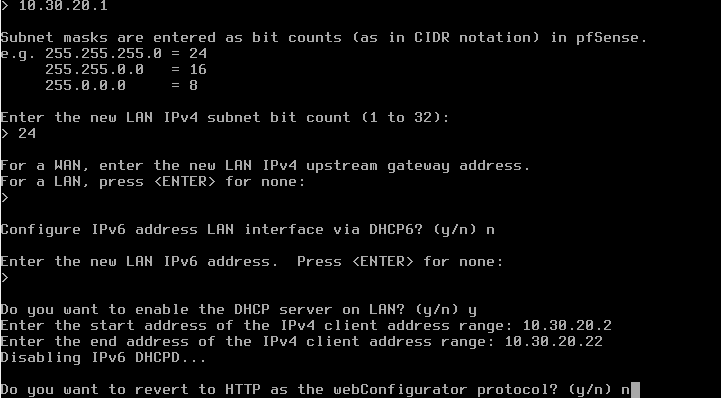 > 10.30.20.1
Subnet masks are entered as bit counts (as in CIDR notation) in pfSense.
e.g. 255.255.255.0 = 24
     255.255.0.0   = 16
     255.0.0.0     = 8
Enter the new LAN IPv4 subnet bit count (1 to 32):
> 24
For a WAN, enter the new LAN IPv4 upstream gateway address.
For a LAN, press <ENTER> for none:
>
Configure IPv6 address LAN interface via DHCP6? (y/n) n
Enter the new LAN IPv6 address.  Press <ENTER> for none:
>
Do you want to enable the DHCP server on LAN? (y/n) y
Enter the start address of the IPv4 client address range: 10.30.20.2
Enter the end address of the IPv4 client address range: 10.30.20.22
Disabling IPv6 DHCPD...
Do you want to revert to HTTP as the webConfigurator protocol? (y/n) n